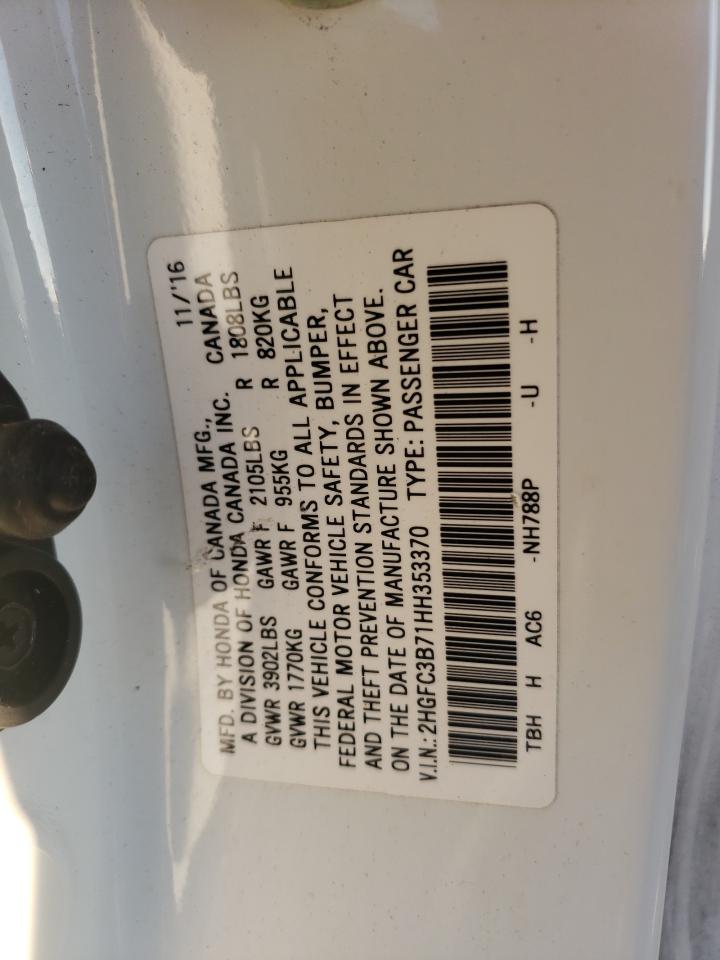 MFD. BY HONDA OF CANADA MFG., 11/'16
A DIVISION OF HONDA CANADA INC. CANADA
GVWR 3902LBS GAWR F 2105LBS R 1808LBS
GVWR 1770KG GAWR F 955KG R 820KG
THIS VEHICLE CONFORMS TO ALL APPLICABLE
FEDERAL MOTOR VEHICLE SAFETY, BUMPER,
AND THEFT PREVENTION STANDARDS IN EFFECT
ON THE DATE OF MANUFACTURE SHOWN ABOVE.
V.I.N.: 2HGFC3B71HH353370 TYPE: PASSENGER CAR
TBH H AC6 -NH788P -U -H